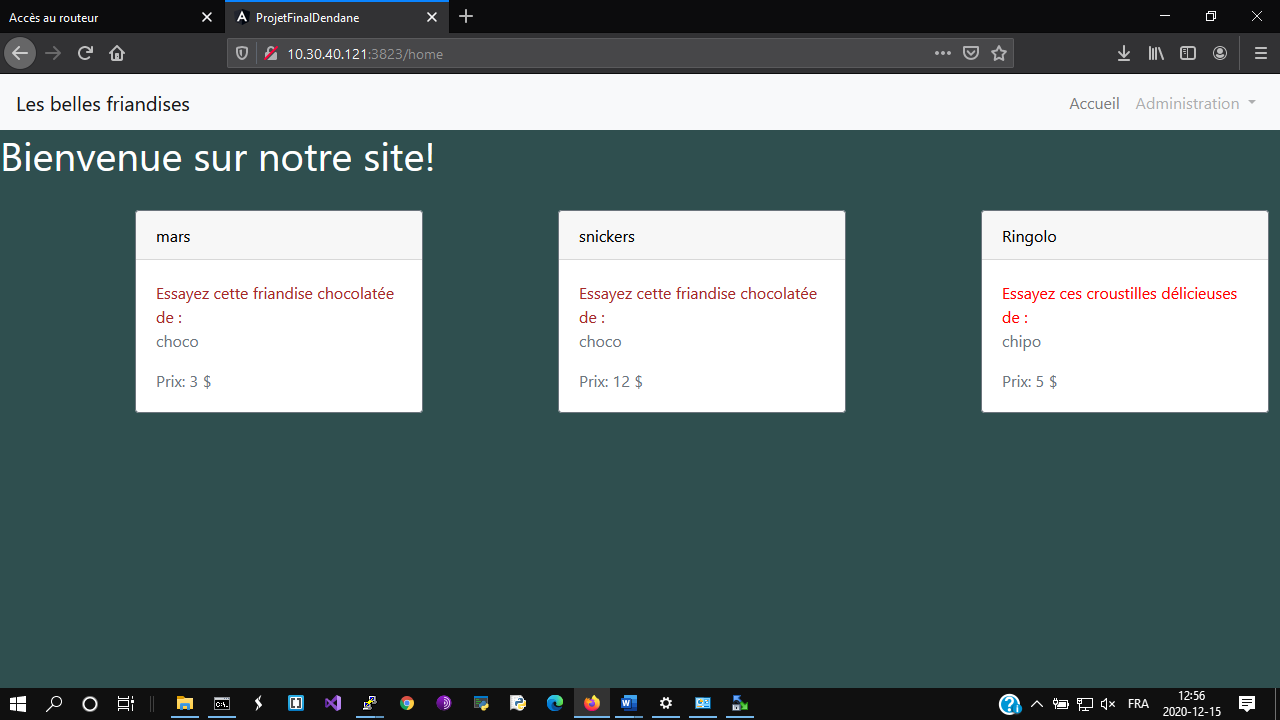 Accès au routeur
ProjetFinalDendane
10.30.40.121:3823/home
Les belles friandises
Accueil
Administration
Bienvenue sur notre site!
mars
Essayez cette friandise chocolatée
de :
choco
Prix: 3 $
snickers
Essayez cette friandise chocolatée
de :
choco
Prix: 12 $
Ringolo
Essayez ces croustilles délicieuses
de :
chipo
Prix: 5 $
FRA
12:56
2020-12-15